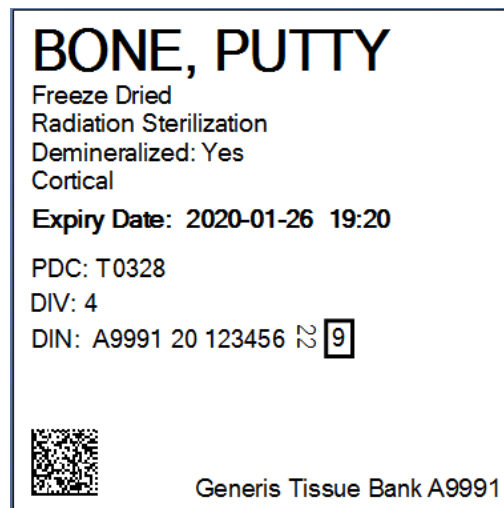 BONE, PUTTY
Freeze Dried
Radiation Sterilization
Demineralized: Yes
Cortical
Expiry Date: 2020-01-26 19:20
PDC: T0328
DIV: 4
DIN: A9991 20 123456 22 9
Generis Tissue Bank A9991